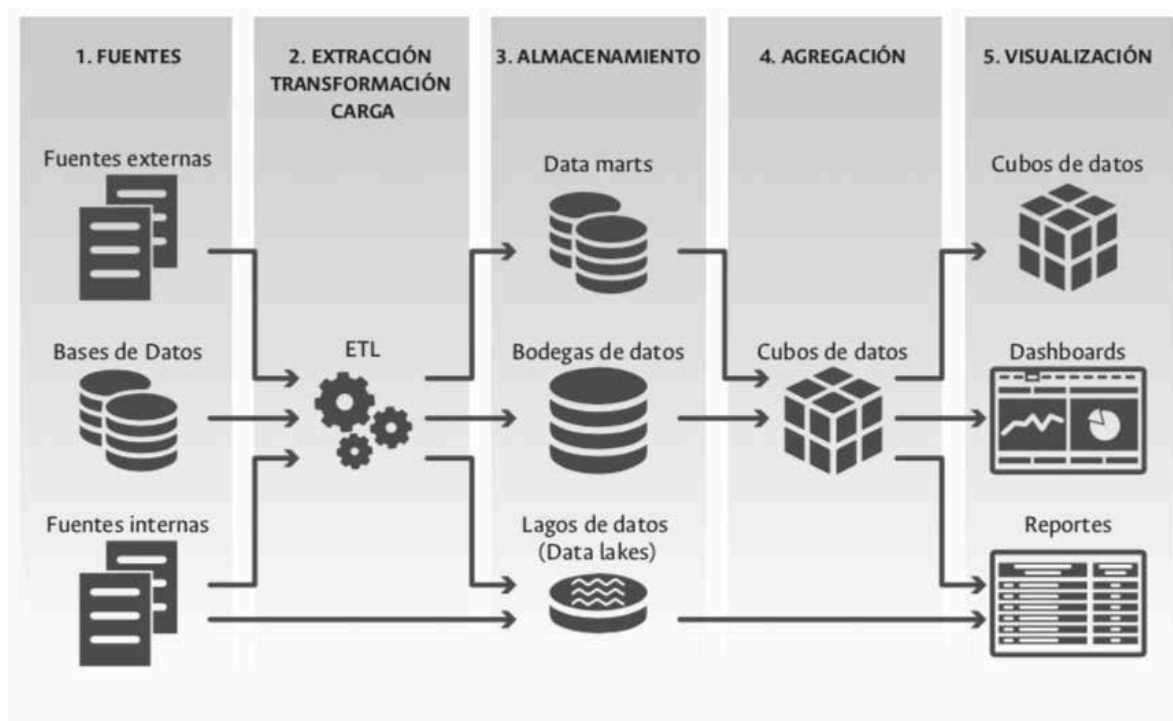 1. FUENTES
2. EXTRACCIÓN
TRANSFORMACIÓN
CARGA
3. ALMACENAMIENTO
4. AGREGACIÓN
5. VISUALIZACIÓN
Fuentes externas
Data marts
Cubos de datos
Bases de Datos
ETL
Bodegas de datos
Cubos de datos
Dashboards
Fuentes internas
Lagos de datos
(Data lakes)
Reportes